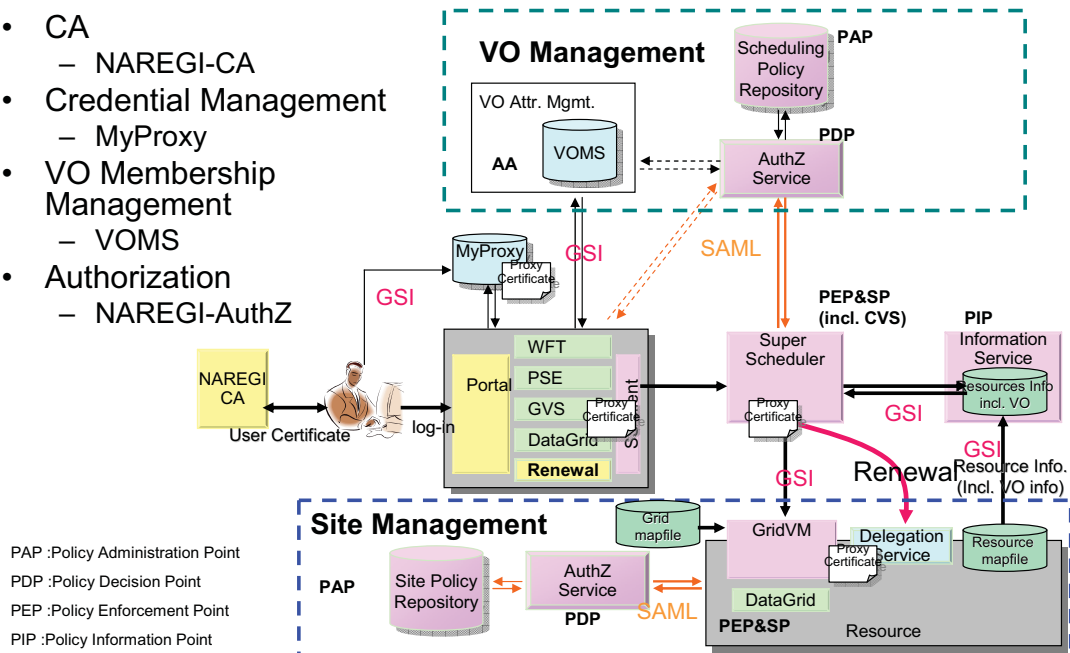 • CA
– NAREGI-CA
• Credential Management
– MyProxy
• VO Membership
Management
– VOMS
• Authorization
– NAREGI-AuthZ
VO Management
Scheduling
Policy
Repository
PAP
VO Attr. Mgmt.
VOMS
AA
PDP
AuthZ
Service
MyProxy
Proxy
Certificate
GSI
GSI
SAML
PEP&SP
(incl. CVS)
PIP
NAREGI
CA
User Certificate
log-in
Portal
WFT
PSE
GVS
DataGrid
Renewal
Proxy
Certificate
Super
Scheduler
Proxy
Certificate
Information
Service
Resources Info
incl. VO
GSI
GSI
GSI
Renewal
Resource Info.
(Incl. VO info)
Site Management
Grid
mapfile
GridVM
Delegation
Service
Proxy
Certificate
Resource
mapfile
PAP
Site Policy
Repository
AuthZ
Service
PDP
SAML
DataGrid
PEP&SP
Resource
PAP :Policy Administration Point
PDP :Policy Decision Point
PEP :Policy Enforcement Point
PIP :Policy Information Point